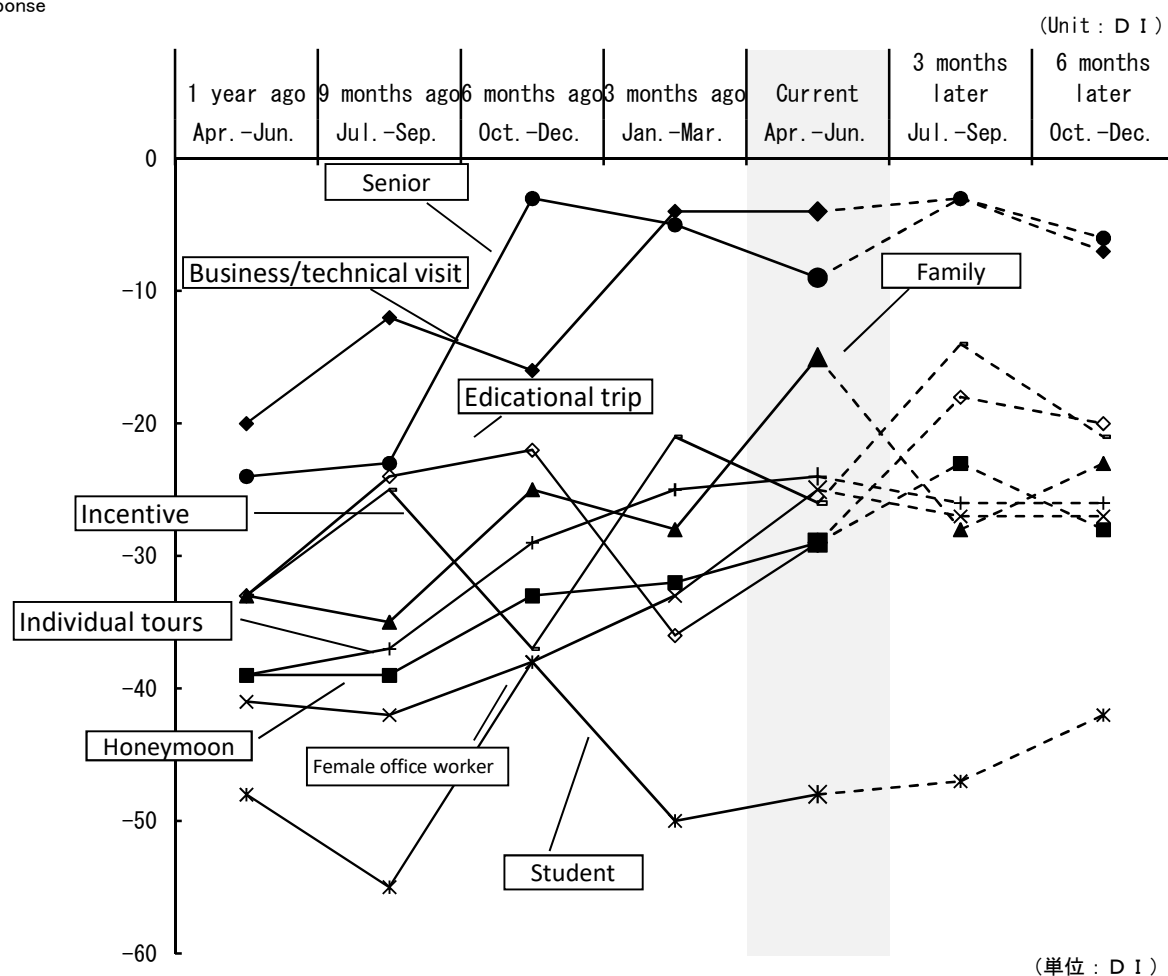 ponse
(Unit : D I)
1 year ago
Apr.-Jun.
9 months ago
Jul.-Sep.
6 months ago
Oct.-Dec.
3 months ago
Jan.-Mar.
Current
Apr.-Jun.
3 months
later
Jul.-Sep.
6 months
later
Oct.-Dec.
0
-10
-20
-30
-40
-50
-60
Senior
Business/technical visit
Family
Edicational trip
Incentive
Individual tours
Honeymoon
Female office worker
Student
(単位 : D I)